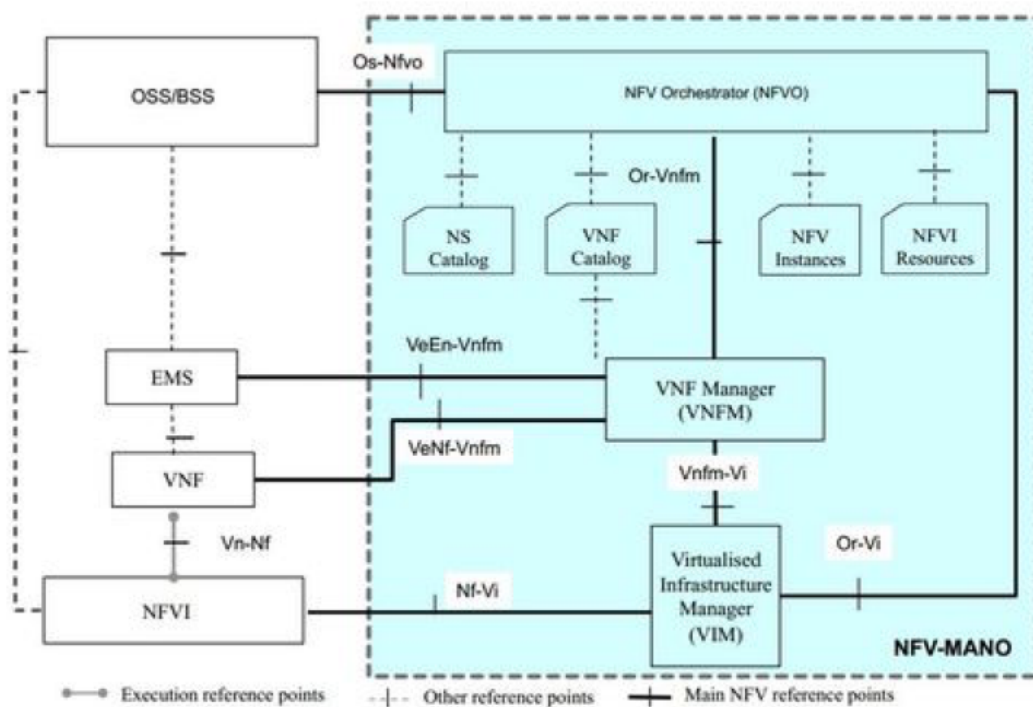 Os-Nfvo
OSS/BSS
NFV Orchestrator (NFVO)
Or-Vnfm
NS
Catalog
VNF
Catalog
NFV
Instances
NFVI
Resources
VeEn-Vnfm
EMS
VNF Manager
(VNFM)
VeNf-Vnfm
VNF
Vnfm-Vi
Vn-Nf
Or-Vi
Virtualised
Infrastructure
Manager
(VIM)
Nf-Vi
NFVI
NFV-MANO
Execution reference points
Other reference points
Main NFV reference points